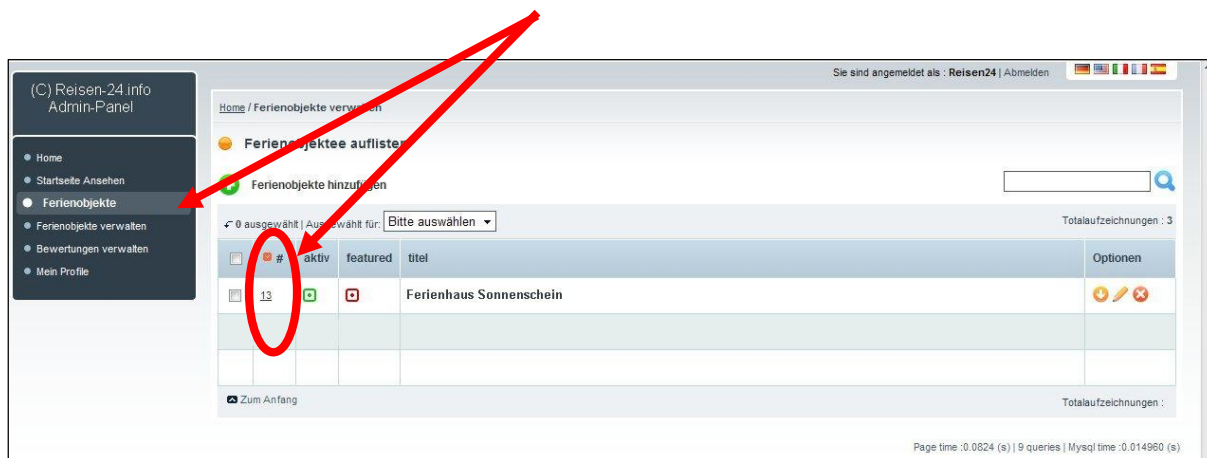 Sie sind angemeldet als : Reisen24 | Abmelden
(C) Reisen-24.info
Admin-Panel
Home
Startseite Ansehen
Ferienobjekte
Ferienobjekte verwalten
Bewertungen verwalten
Mein Profile
Home / Ferienobjekte verwalten
Ferienobjektee auflisten
Ferienobjekte hinzufügen
0 ausgewählt | Ausgewählt für: Bitte auswählen
Totalaufzeichnungen : 3
# aktiv featured titel Optionen
13 Ferienhaus Sonnenschein
Zum Anfang
Totalaufzeichnungen :
Page time :0.0824 (s) | 9 queries | Mysql time :0.014960 (s)